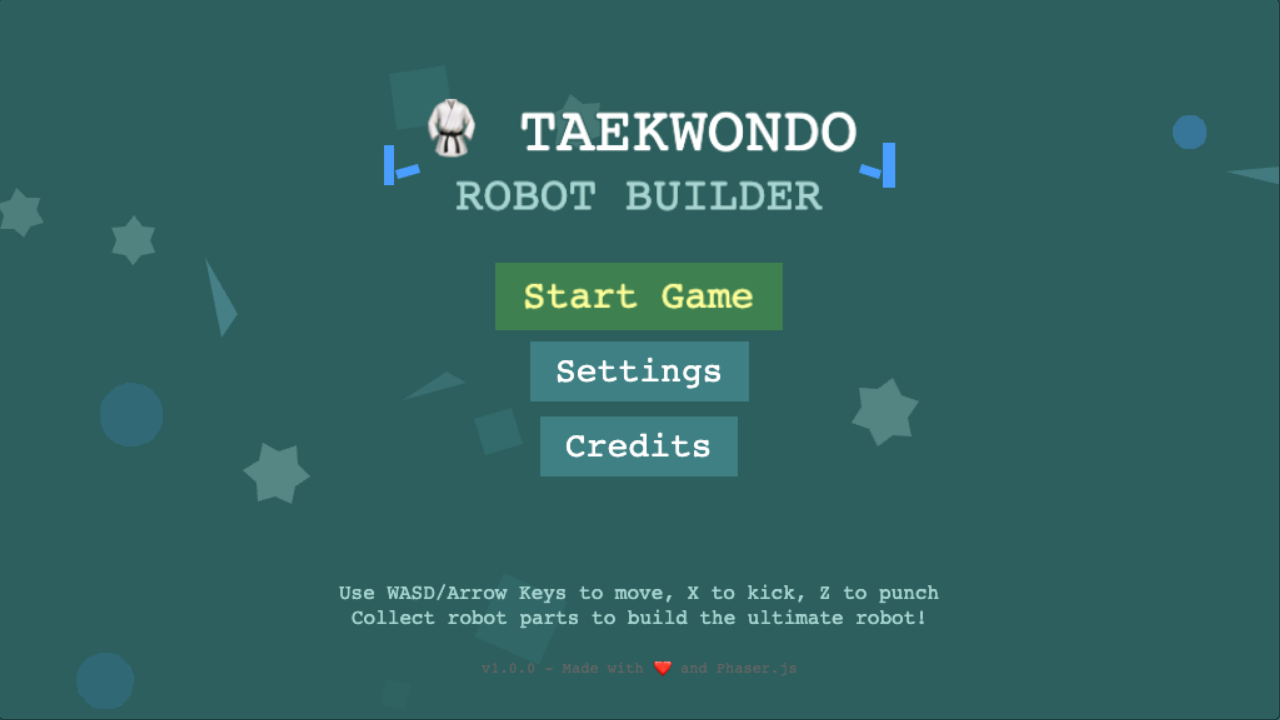 🥋 TAEKWONDO
ROBOT BUILDER
Start Game
Settings
Credits
Use WASD/Arrow Keys to move, X to kick, Z to punch
Collect robot parts to build the ultimate robot!
v1.0.0 - Made with ❤️ and Phaser.js